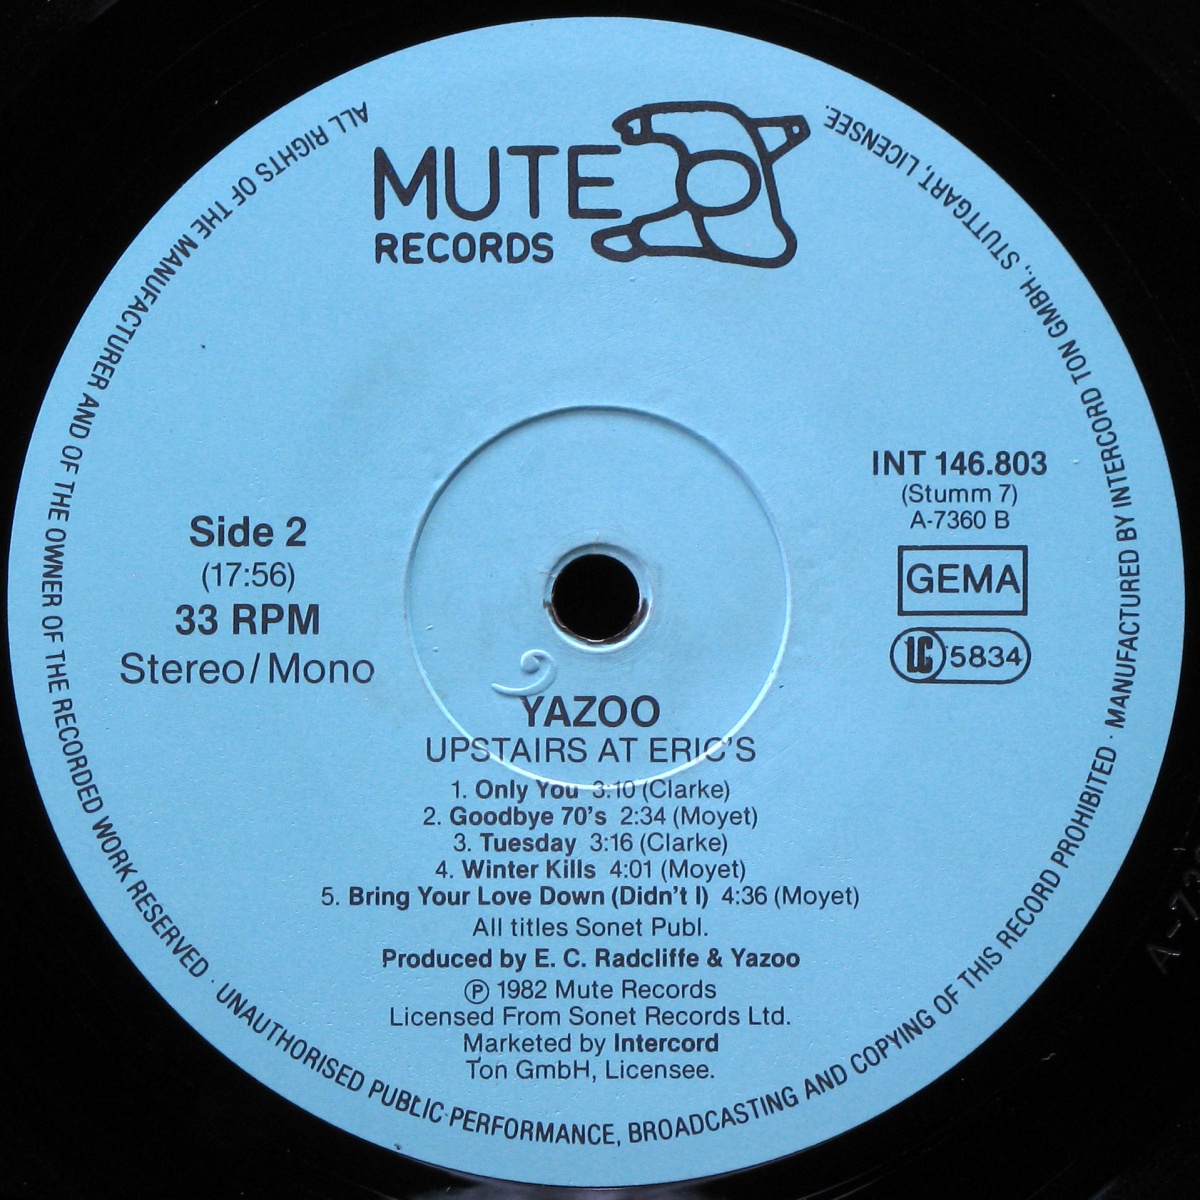 MUTE
RECORDS
ALL RIGHTS OF THE MANUFACTURER AND OF THE OWNER OF THE RECORDED WORK RESERVED · UNAUTHORISED PUBLIC PERFORMANCE, BROADCASTING AND COPYING OF THIS RECORD PROHIBITED · MANUFACTURED BY INTERCORD TON GMBH., STUTTGART, LICENSEE.
INT 146.803
(Stumm 7)
A-7360 B
GEMA
LC 5834
Side 2
(17:56)
33 RPM
Stereo/Mono
YAZOO
UPSTAIRS AT ERIC'S
1. Only You 3:10 (Clarke)
2. Goodbye 70's 2:34 (Moyet)
3. Tuesday 3:16 (Clarke)
4. Winter Kills 4:01 (Moyet)
5. Bring Your Love Down (Didn't I) 4:36 (Moyet)
All titles Sonet Publ.
Produced by E. C. Radcliffe & Yazoo
℗ 1982 Mute Records
Licensed From Sonet Records Ltd.
Marketed by Intercord
Ton GmbH, Licensee.